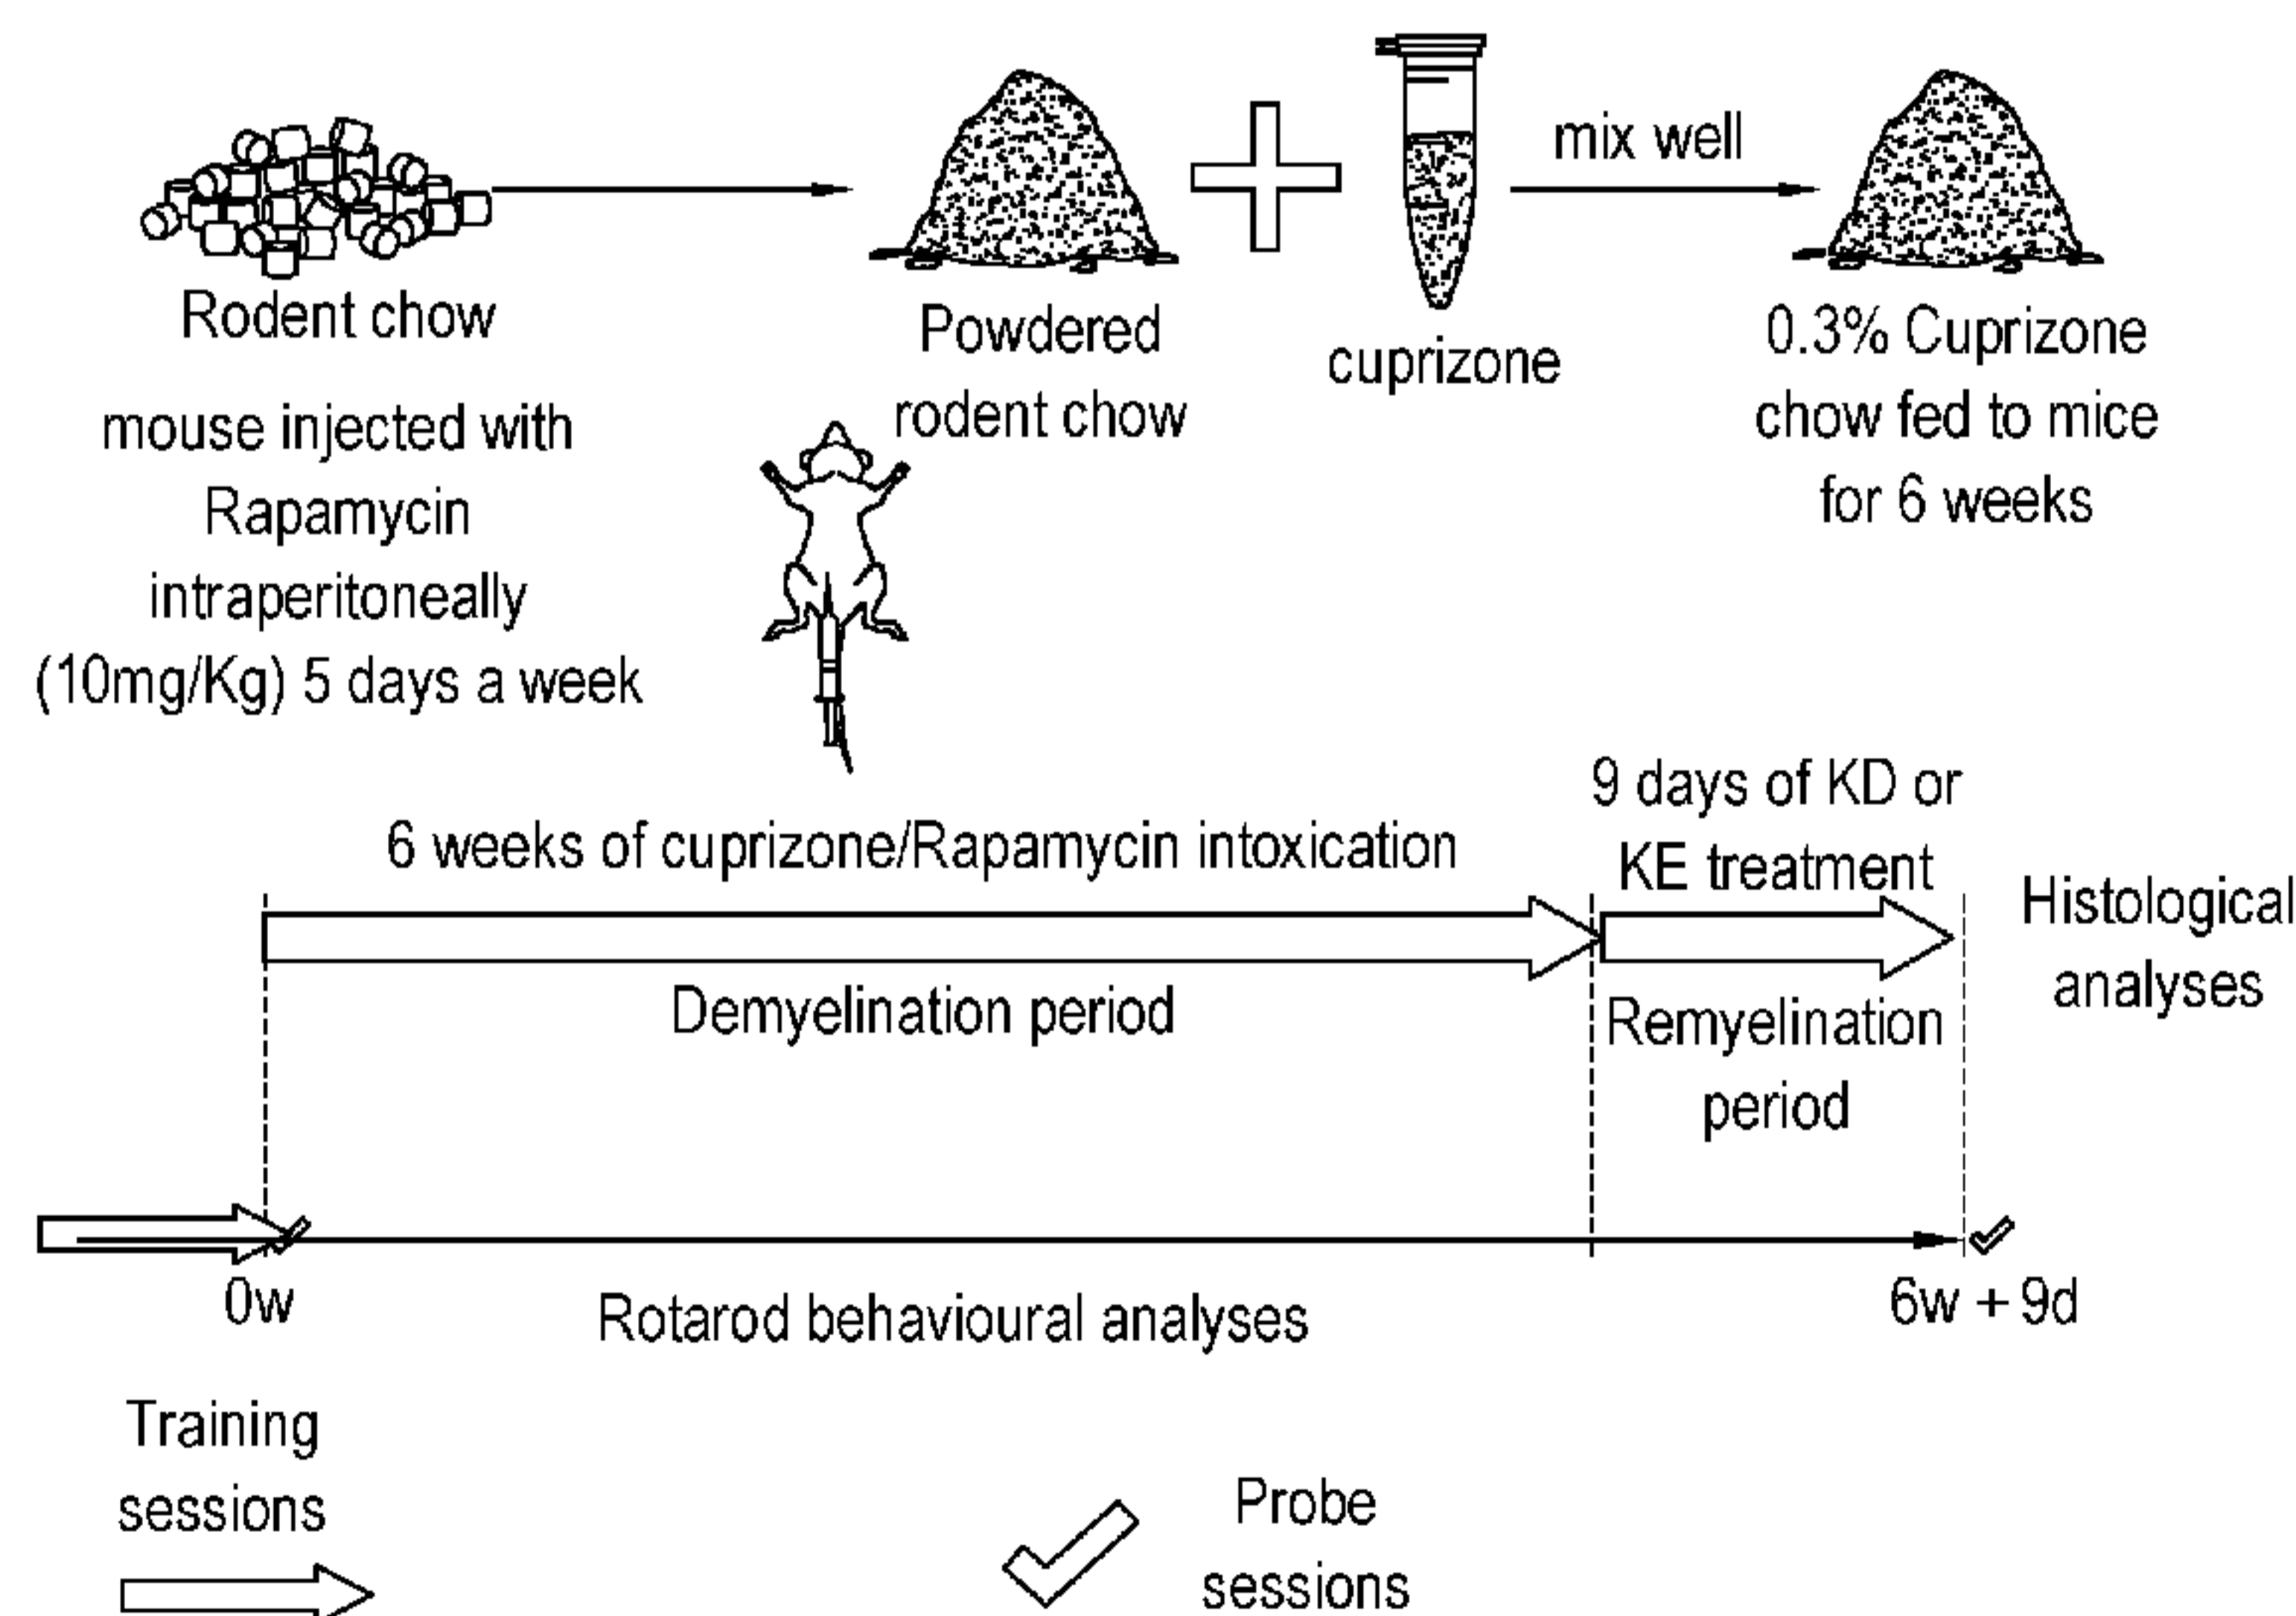 mix well
Rodent chow
Powdered
rodent chow
cuprizone
0.3% Cuprizone
chow fed to mice
for 6 weeks
mouse injected with
Rapamycin
intraperitoneally
(10mg/Kg) 5 days a week
6 weeks of cuprizone/Rapamycin intoxication
9 days of KD or
KE treatment
Histological
analyses
Demyelination period
Remyelination
period
0w
Rotarod behavioural analyses
6w + 9d
Training
sessions
Probe
sessions